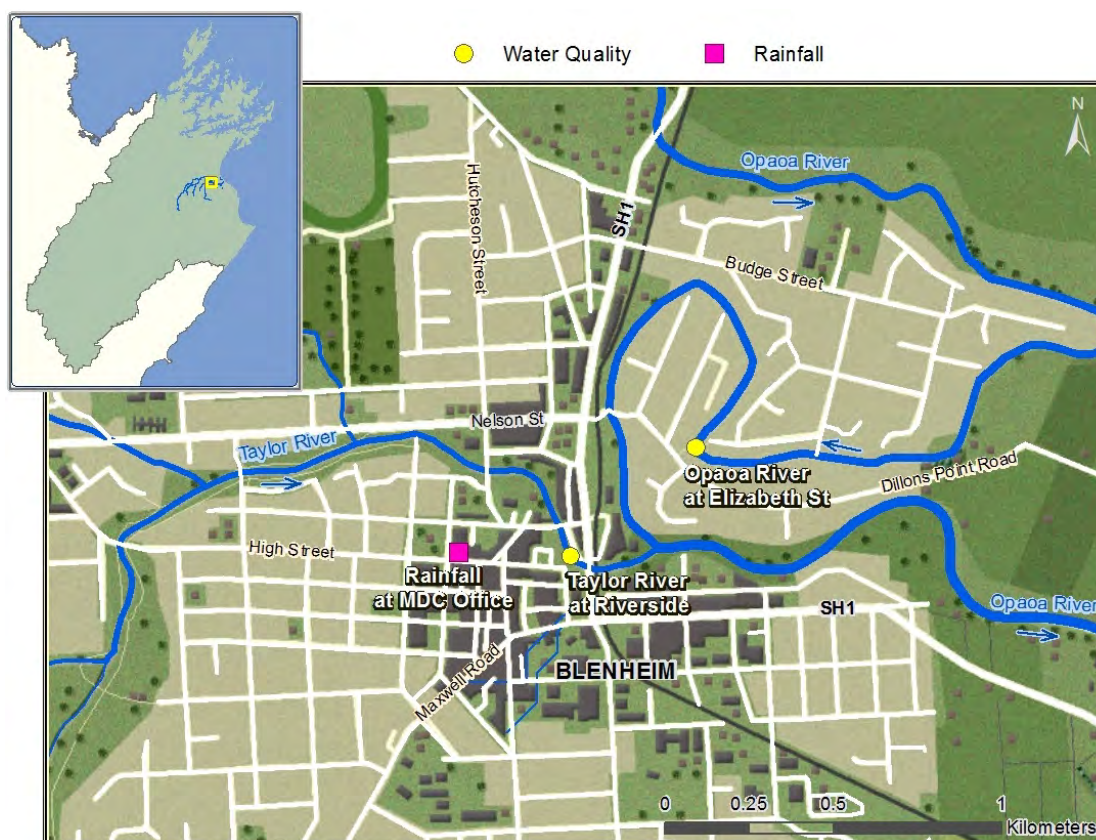 Water Quality
Rainfall
N
Opaoa River
Hutcheson Street
SH1
Budge Street
Nelson St
Taylor River
Opaoa River
at Elizabeth St
Dillons Point Road
High Street
Rainfall
at MDC Office
Taylor River
at Riverside
SH1
Opaoa River
Maxwell Road
BLENHEIM
0 0.25 0.5 1
Kilometers